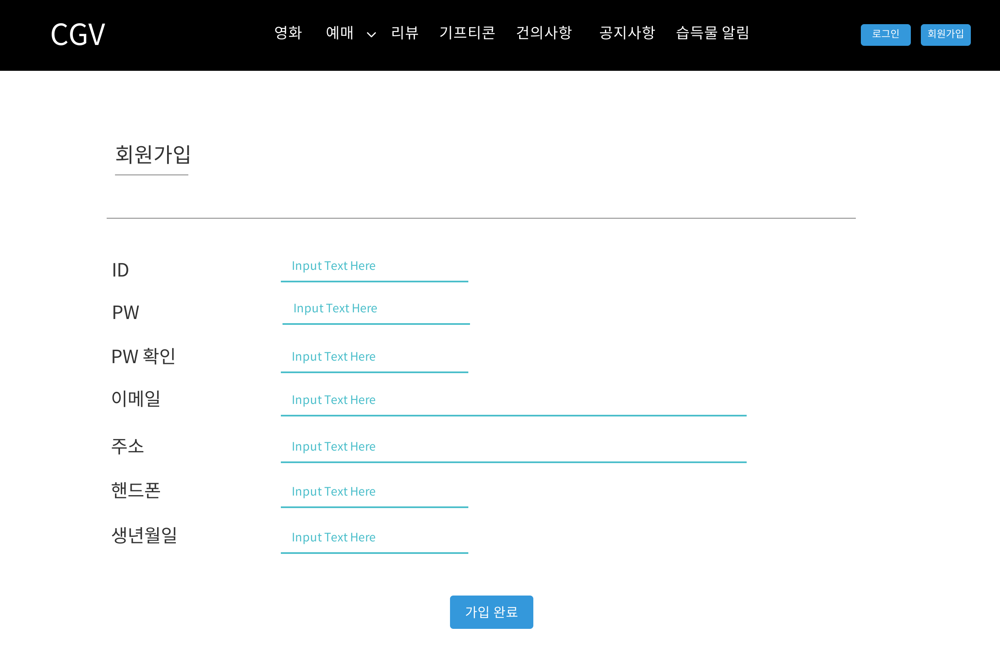 CGV 영화 예매 리뷰 기프티콘 건의사항 공지사항 습득물 알림 로그인 회원가입
회원가입
ID Input Text Here
PW Input Text Here
PW 확인 Input Text Here
이메일 Input Text Here
주소 Input Text Here
핸드폰 Input Text Here
생년월일 Input Text Here
가입 완료